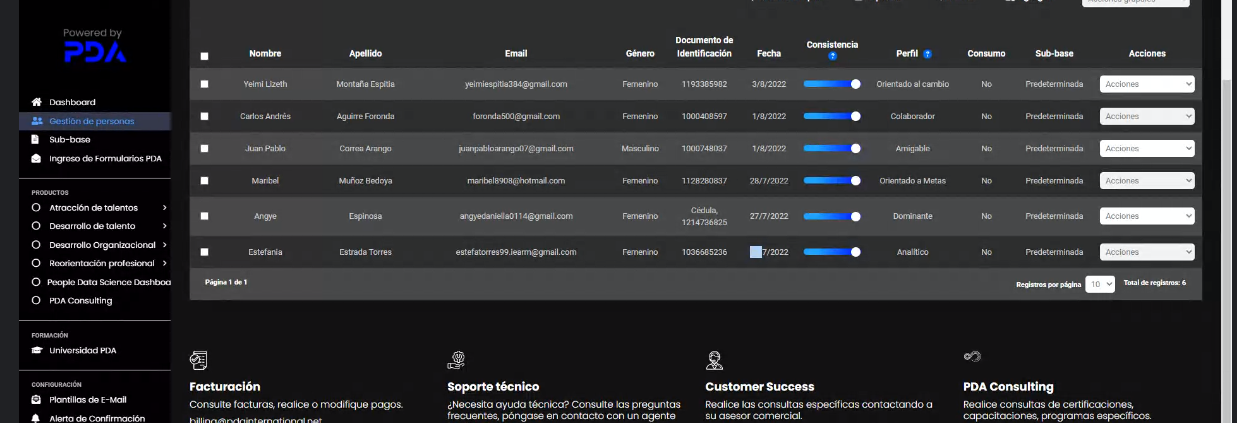 Powered by
PDA
Dashboard
Gestión de personas
Sub-base
Ingreso de Formularios PDA
PRODUCTOS
Atracción de talentos
Desarrollo de talento
Desarrollo Organizacional
Reorientación profesional
People Data Science Dashboa
PDA Consulting
FORMACIÓN
Universidad PDA
CONFIGURACIÓN
Plantillas de E-Mail
Alerta de Confirmación
Nombre Apellido Email Género Documento de Identificación Fecha Consistencia Perfil Consumo Sub-base Acciones
Yeimi Lizeth Montaña Espitia yeimiespitia384@gmail.com Femenino 1193385982 3/8/2022 Orientado al cambio No Predeterminada Acciones
Carlos Andrés Aguirre Foronda foronda500@gmail.com Femenino 1000408597 1/8/2022 Colaborador No Predeterminada Acciones
Juan Pablo Correa Arango juanpabloarango07@gmail.com Masculino 1000748037 1/8/2022 Amigable No Predeterminada Acciones
Maribel Muñoz Bedoya maribel8908@hotmail.com Femenino 1128280837 28/7/2022 Orientado a Metas No Predeterminada Acciones
Angye Espinosa angyedaniella0114@gmail.com Femenino Cédula, 1214736825 27/7/2022 Dominante No Predeterminada Acciones
Estefania Estrada Torres estefatorres99.iearm@gmail.com Femenino 1036685236 7/2022 Analítico No Predeterminada Acciones
Página 1 de 1 Registros por página 10 Total de registros: 6
Facturación
Consulte facturas, realice o modifique pagos.
billing@pdainternational.net
Soporte técnico
¿Necesita ayuda técnica? Consulte las preguntas
frecuentes, póngase en contacto con un agente
Customer Success
Realice las consultas específicas contactando a
su asesor comercial.
PDA Consulting
Realice consultas de certificaciones,
capacitaciones, programas específicos.